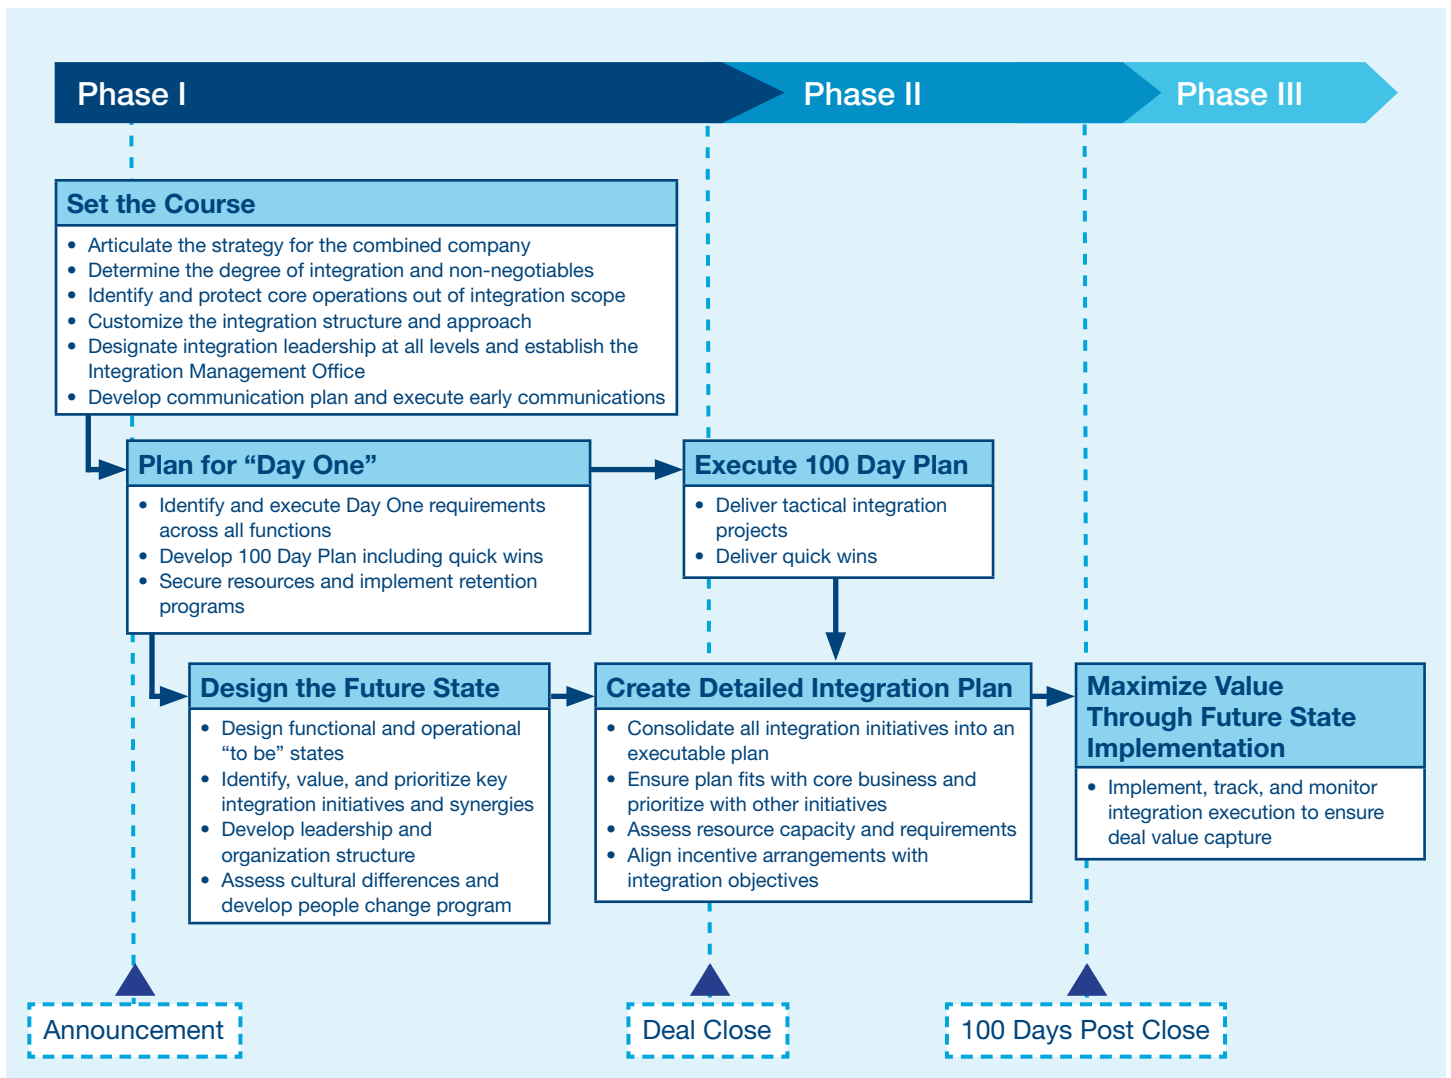 Phase I
Phase II
Phase III
Set the Course
• Articulate the strategy for the combined company
• Determine the degree of integration and non-negotiables
• Identify and protect core operations out of integration scope
• Customize the integration structure and approach
• Designate integration leadership at all levels and establish the
Integration Management Office
• Develop communication plan and execute early communications
Plan for “Day One”
• Identify and execute Day One requirements
across all functions
• Develop 100 Day Plan including quick wins
• Secure resources and implement retention
programs
Execute 100 Day Plan
• Deliver tactical integration
projects
• Deliver quick wins
Design the Future State
• Design functional and operational
“to be” states
• Identify, value, and prioritize key
integration initiatives and synergies
• Develop leadership and
organization structure
• Assess cultural differences and
develop people change program
Create Detailed Integration Plan
• Consolidate all integration initiatives into an
executable plan
• Ensure plan fits with core business and
prioritize with other initiatives
• Assess resource capacity and requirements
• Align incentive arrangements with
integration objectives
Maximize Value
Through Future State
Implementation
• Implement, track, and monitor
integration execution to ensure
deal value capture
Announcement
Deal Close
100 Days Post Close